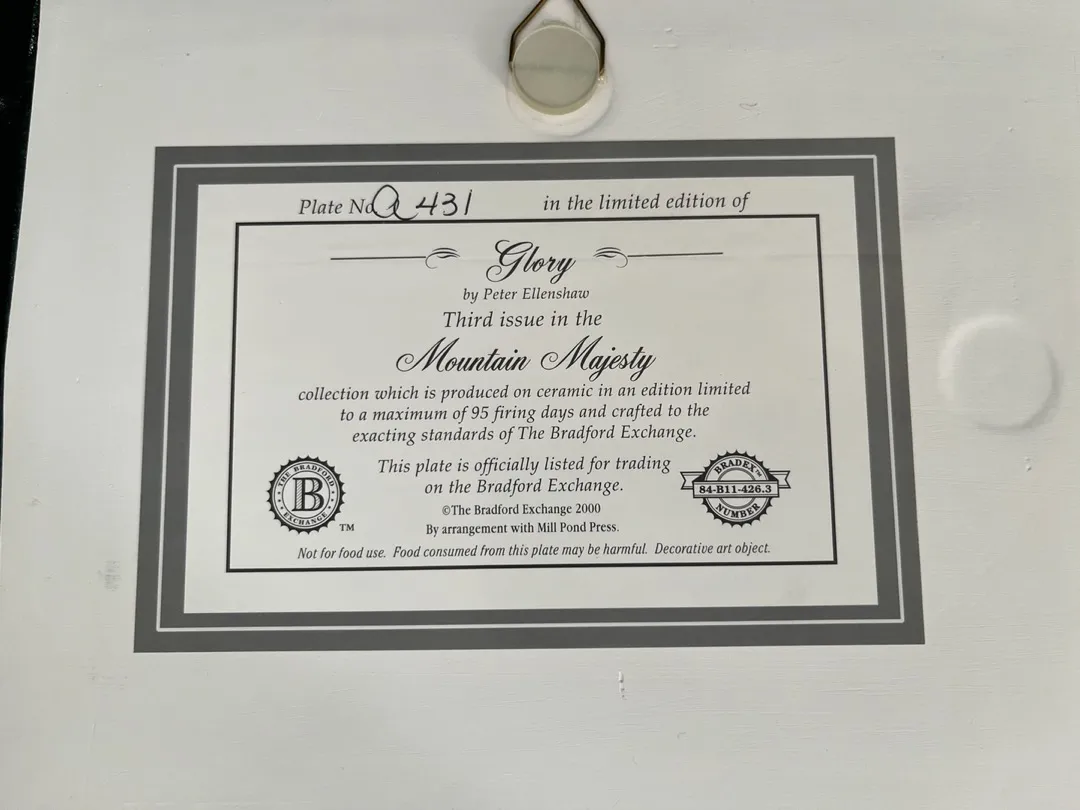 Plate No. Q 431 in the limited edition of
Glory
by Peter Ellenshaw
Third issue in the
Mountain Majesty
collection which is produced on ceramic in an edition limited
to a maximum of 95 firing days and crafted to the
exacting standards of The Bradford Exchange.
This plate is officially listed for trading
on the Bradford Exchange.
©The Bradford Exchange 2000
By arrangement with Mill Pond Press.
THE BRADFORD
B
EXCHANGE
TM
BRADEX™
84-B11-426.3
NUMBER
Not for food use. Food consumed from this plate may be harmful. Decorative art object.